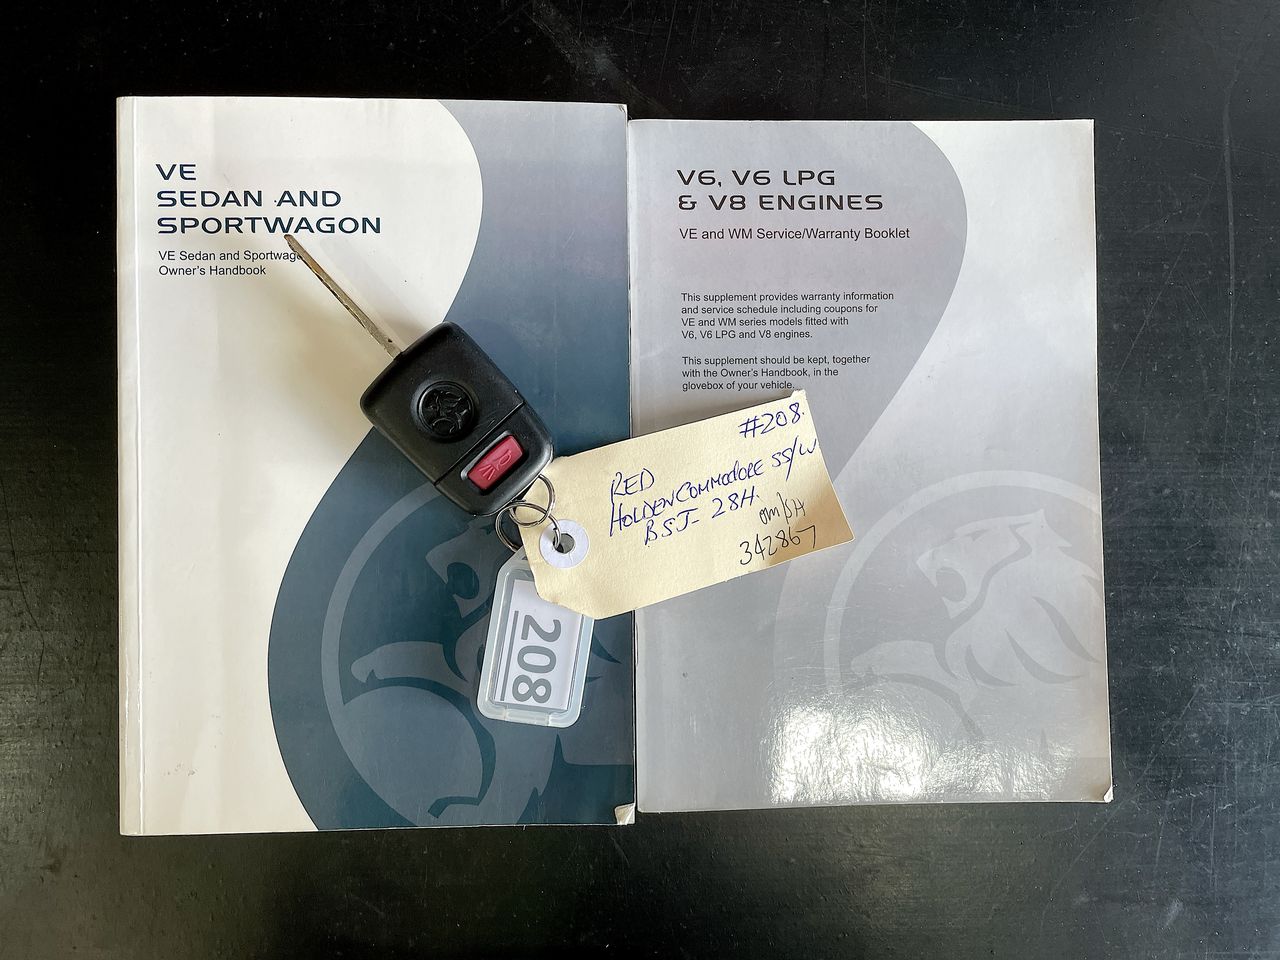 VE
SEDAN AND
SPORTWAGON
VE Sedan and Sportwago
Owner's Handbook
V6, V6 LPG
& V8 ENGINES
VE and WM Service/Warranty Booklet
This supplement provides warranty information
and service schedule including coupons for
VE and WM series models fitted with
V6, V6 LPG and V8 engines.
This supplement should be kept, together
with the Owner's Handbook, in the
glovebox of your vehicle.
#208.
RED
HOLDEN COMMODORE SS/W
BSJ- 28H.
342867
208